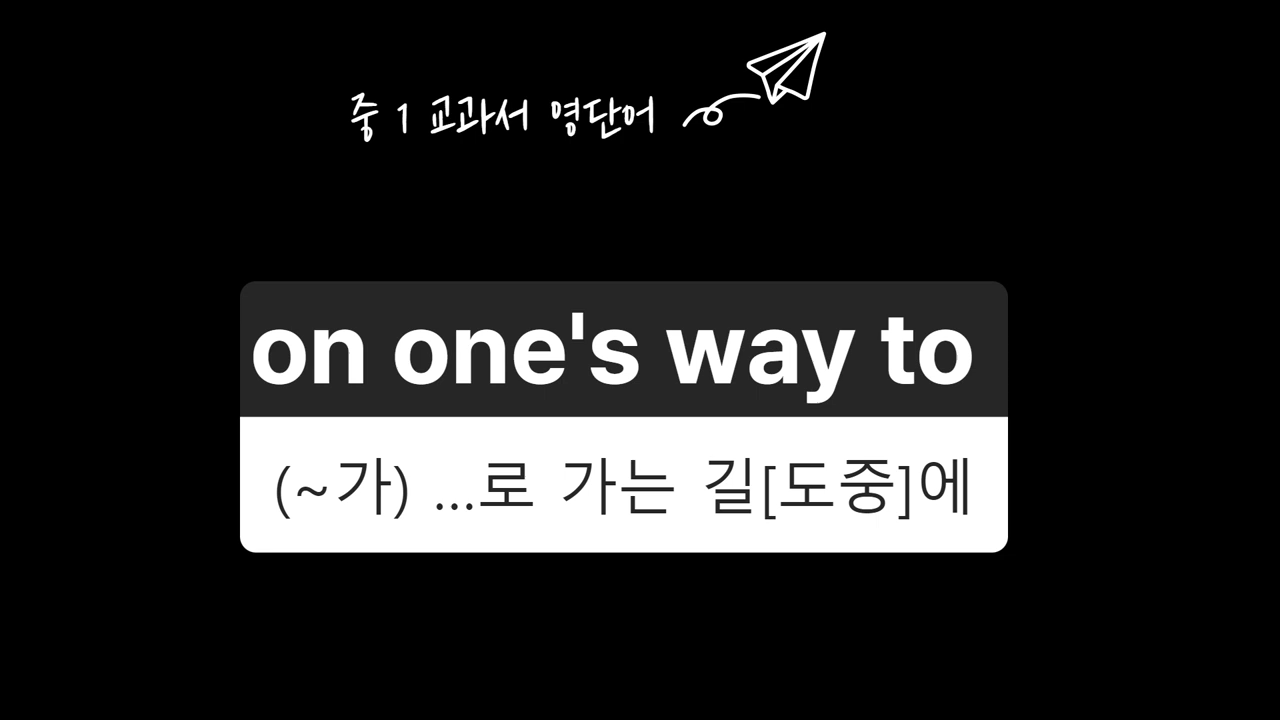 중 1 교과서 영단어
on one's way to
(~가) ...로 가는 길[도중]에